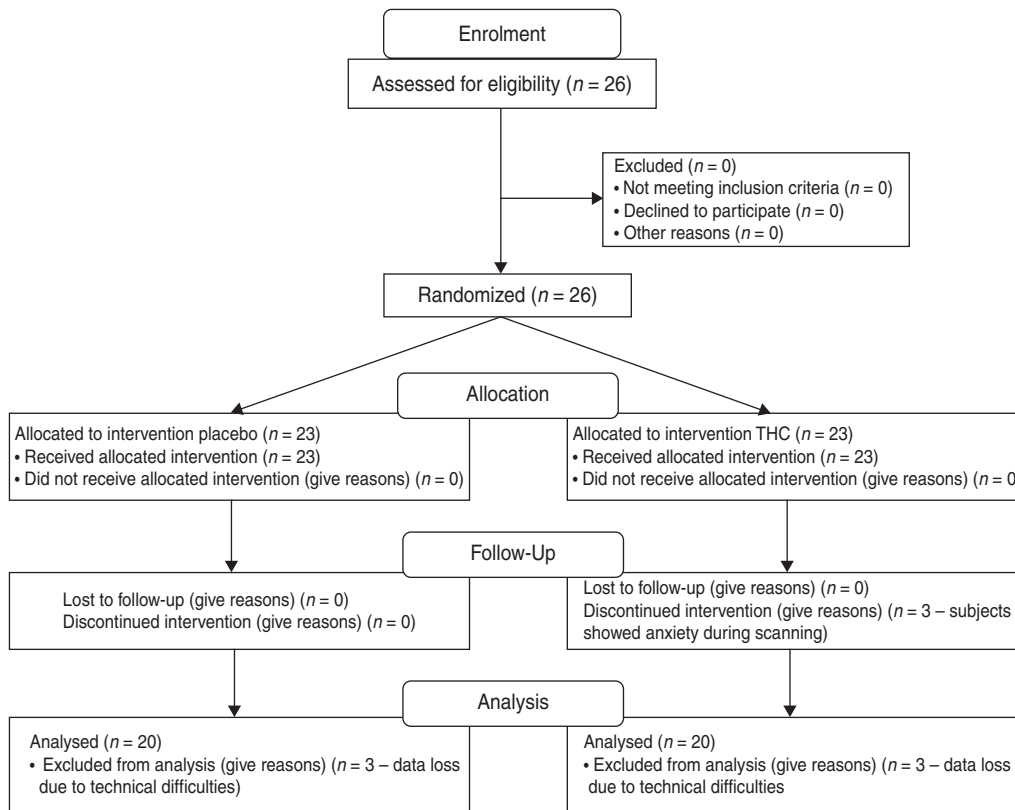 Enrolment
Assessed for eligibility (n = 26)
Excluded (n = 0)
• Not meeting inclusion criteria (n = 0)
• Declined to participate (n = 0)
• Other reasons (n = 0)
Randomized (n = 26)
Allocation
Allocated to intervention placebo (n = 23)
• Received allocated intervention (n = 23)
• Did not receive allocated intervention (give reasons) (n = 0)
Allocated to intervention THC (n = 23)
• Received allocated intervention (n = 23)
• Did not receive allocated intervention (give reasons) (n = 0
Follow-Up
Lost to follow-up (give reasons) (n = 0)
Discontinued intervention (give reasons) (n = 0)
Lost to follow-up (give reasons) (n = 0)
Discontinued intervention (give reasons) (n = 3 – subjects
showed anxiety during scanning)
Analysis
Analysed (n = 20)
• Excluded from analysis (give reasons) (n = 3 – data loss
due to technical difficulties)
Analysed (n = 20)
• Excluded from analysis (give reasons) (n = 3 – data loss
due to technical difficulties